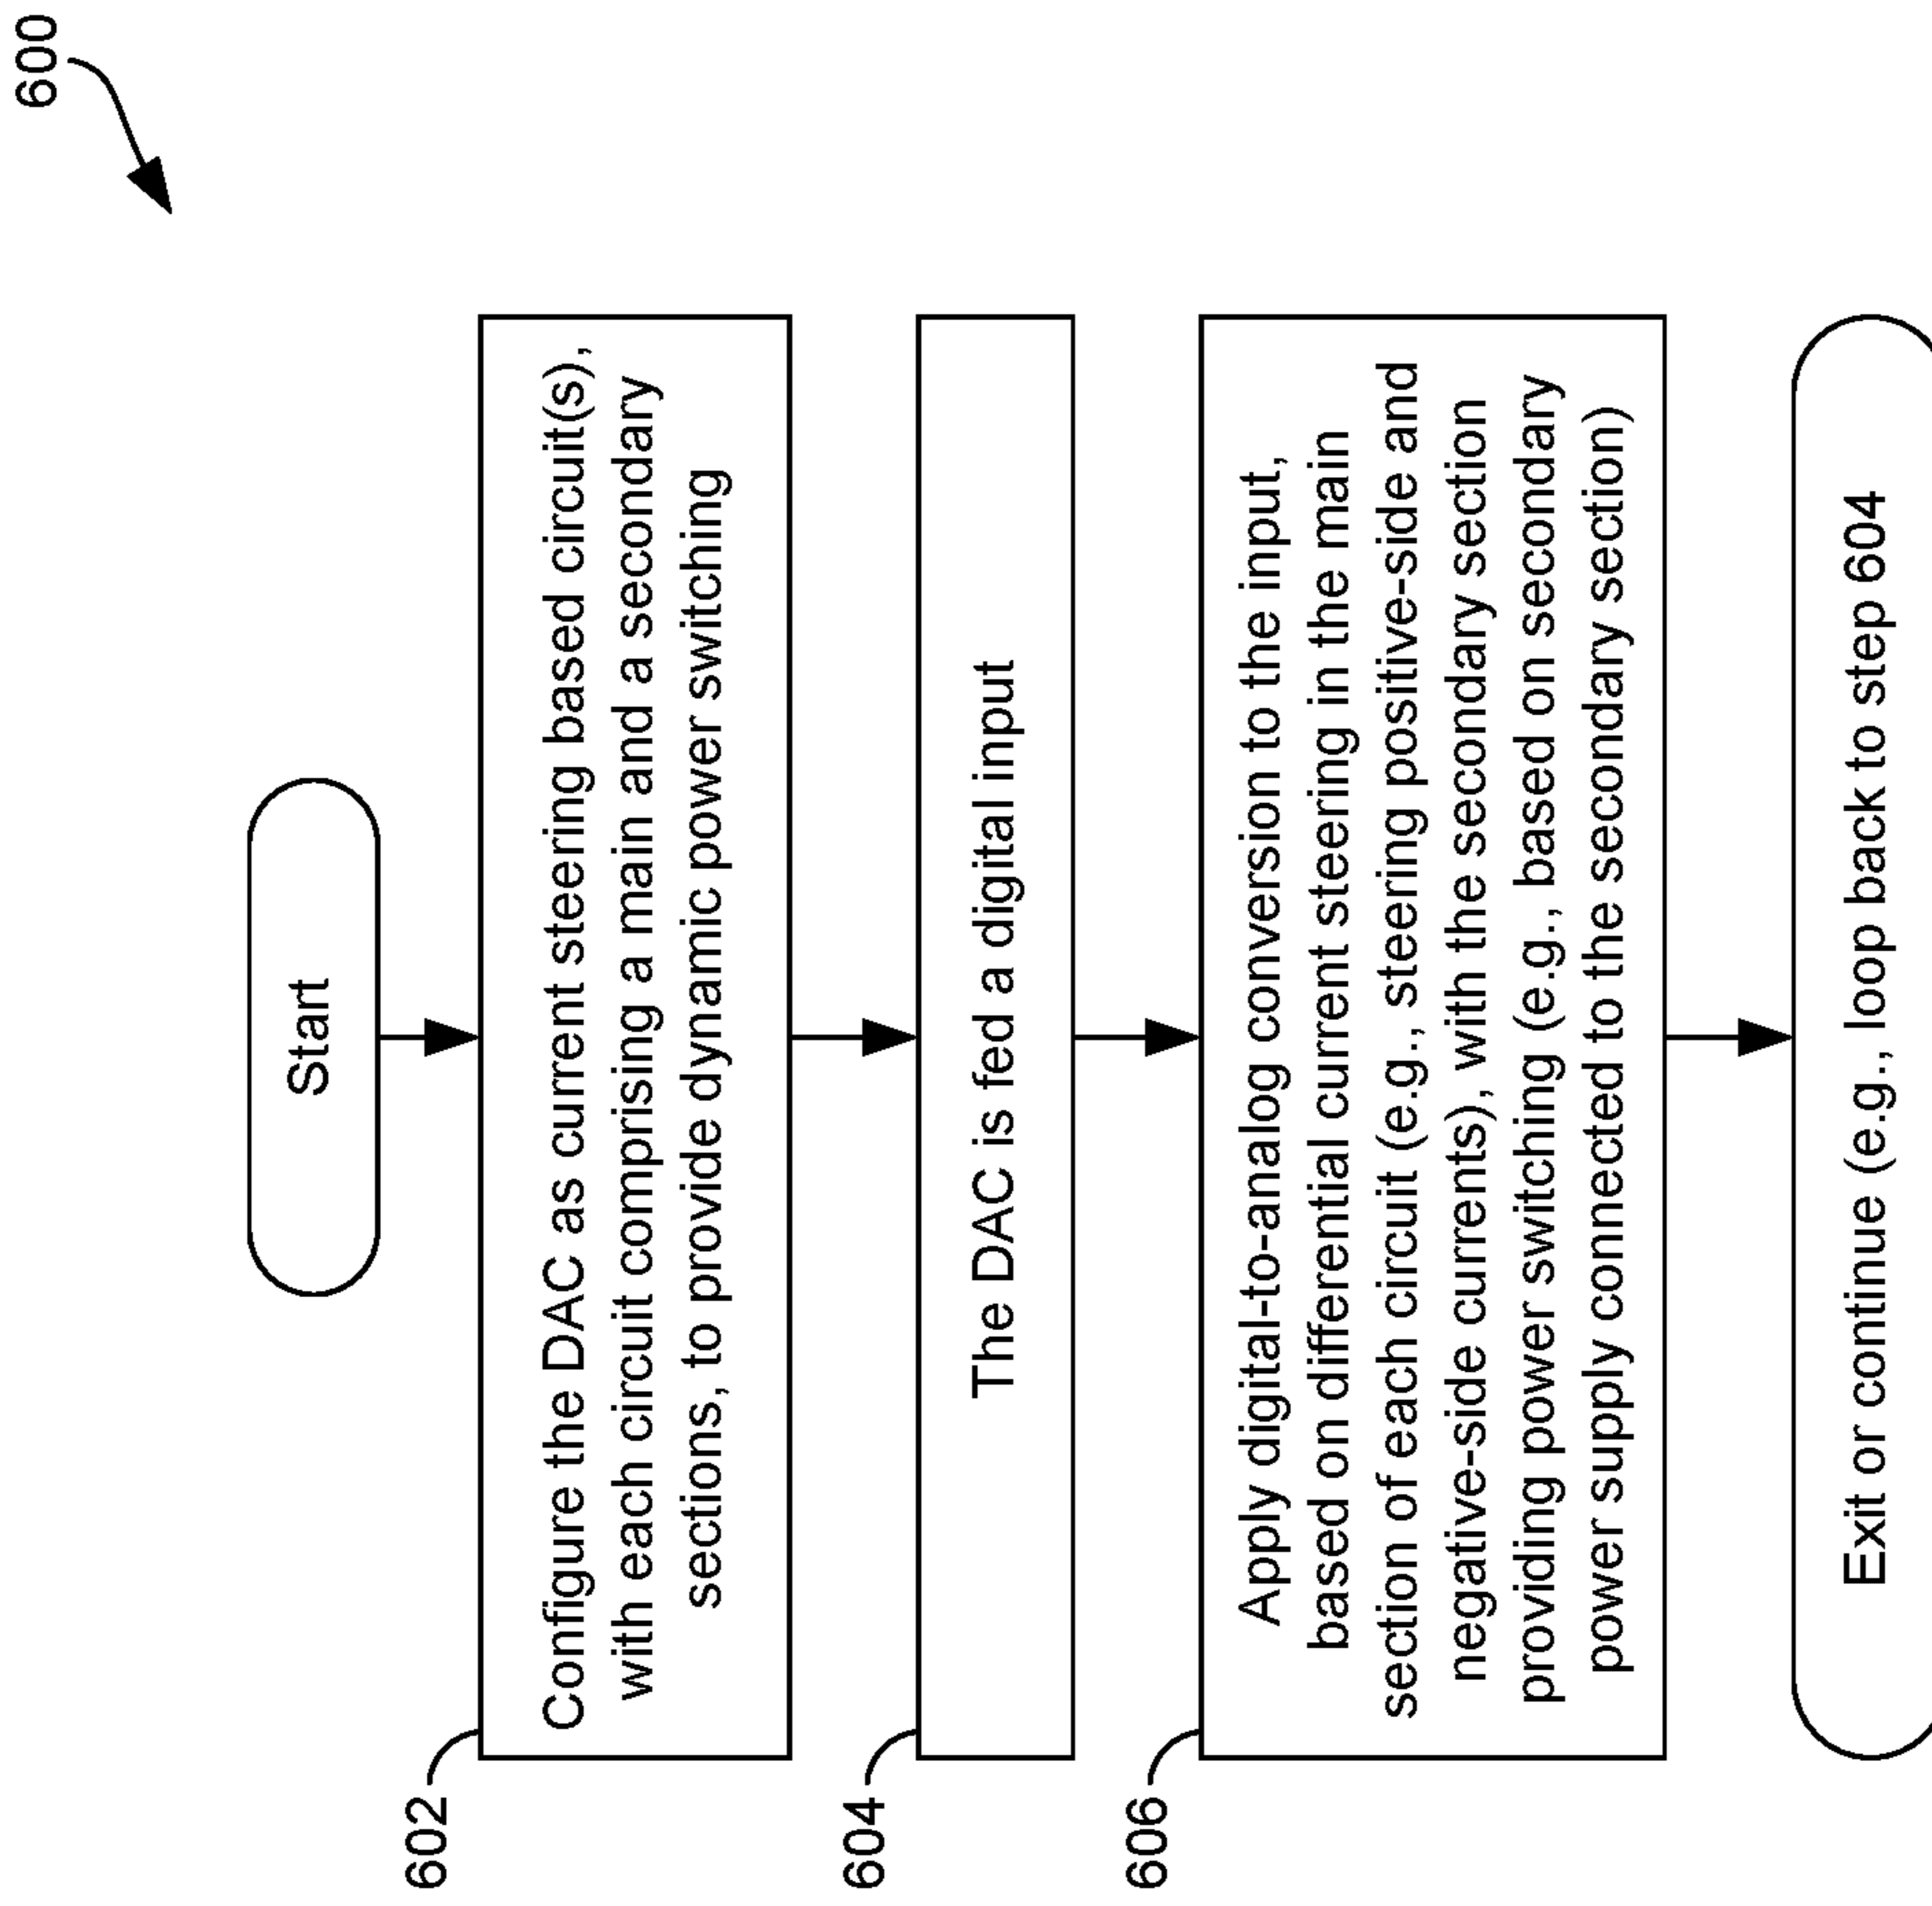 600
Start
602
Configure the DAC as current steering based circuit(s),
with each circuit comprising a main and a secondary
sections, to provide dynamic power switching
604
The DAC is fed a digital input
606
Apply digital-to-analog conversion to the input,
based on differential current steering in the main
section of each circuit (e.g., steering positive-side and
negative-side currents), with the secondary section
providing power switching (e.g., based on secondary
power supply connected to the secondary section)
Exit or continue (e.g., loop back to step 604